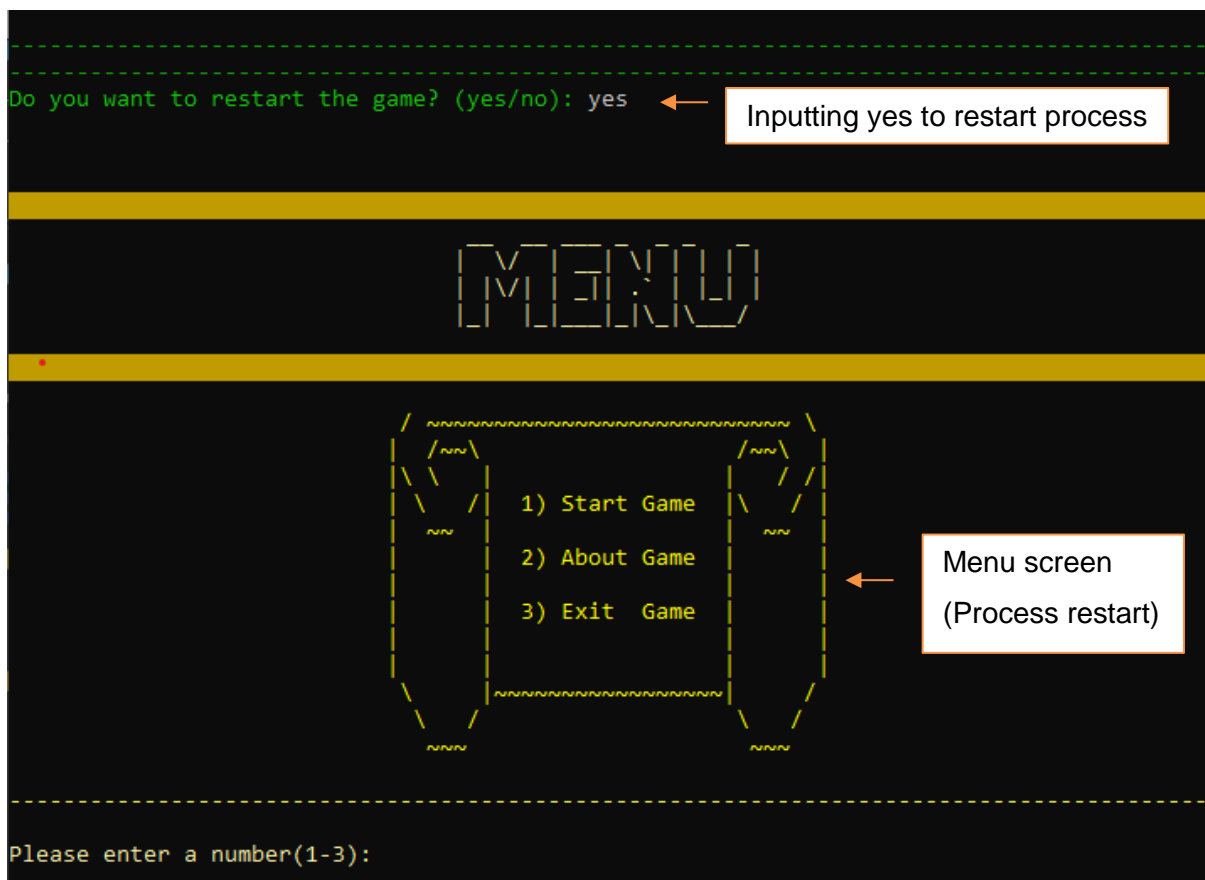 Do you want to restart the game? (yes/no): yes
Inputting yes to restart process
MENU
1) Start Game
2) About Game
3) Exit  Game
Menu screen
(Process restart)
Please enter a number(1-3):